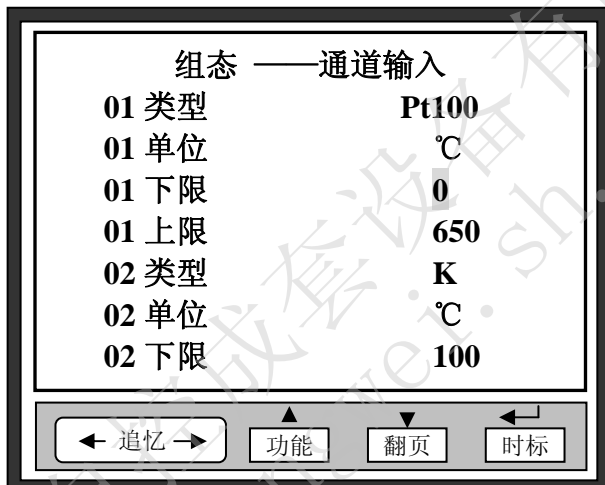 组态 ——通道输入
01 类型 Pt100
01 单位 ℃
01 下限 0
01 上限 650
02 类型 K
02 单位 ℃
02 下限 100
← 追忆 → ▲ 功能 ▼ 翻页 ↵ 时标